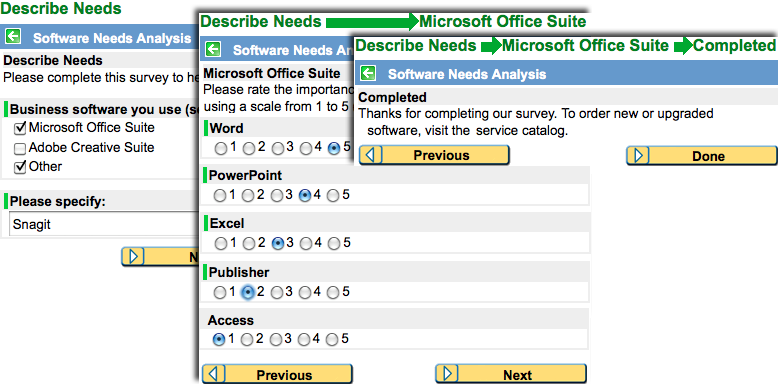 Describe Needs
Software Needs Analysis
Describe Needs
Please complete this survey to he
Business software you use (s
Microsoft Office Suite
Adobe Creative Suite
Other
Please specify:
Snagit
N
Describe Needs Microsoft Office Suite
Software Needs An
Microsoft Office Suite
Please rate the importan
using a scale from 1 to 5
Word
1 2 3 4 5
PowerPoint
1 2 3 4 5
Excel
1 2 3 4 5
Publisher
1 2 3 4 5
Access
1 2 3 4 5
Previous Next
Describe Needs Microsoft Office Suite Completed
Software Needs Analysis
Completed
Thanks for completing our survey. To order new or upgraded
software, visit the service catalog.
Previous Done